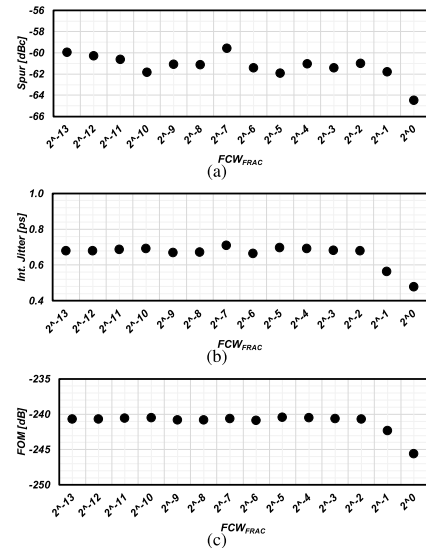 -56
-58
-60
-62
-64
-66
Spur [dBc]
2^-13 2^-12 2^-11 2^-10 2^-9 2^-8 2^-7 2^-6 2^-5 2^-4 2^-3 2^-2 2^-1 2^0
FCWFRAC
(a)
1.0
0.8
0.6
0.4
Int. Jitter [ps]
2^-13 2^-12 2^-11 2^-10 2^-9 2^-8 2^-7 2^-6 2^-5 2^-4 2^-3 2^-2 2^-1 2^0
FCWFRAC
(b)
-235
-240
-245
-250
FOM [dB]
2^-13 2^-12 2^-11 2^-10 2^-9 2^-8 2^-7 2^-6 2^-5 2^-4 2^-3 2^-2 2^-1 2^0
FCWFRAC
(c)